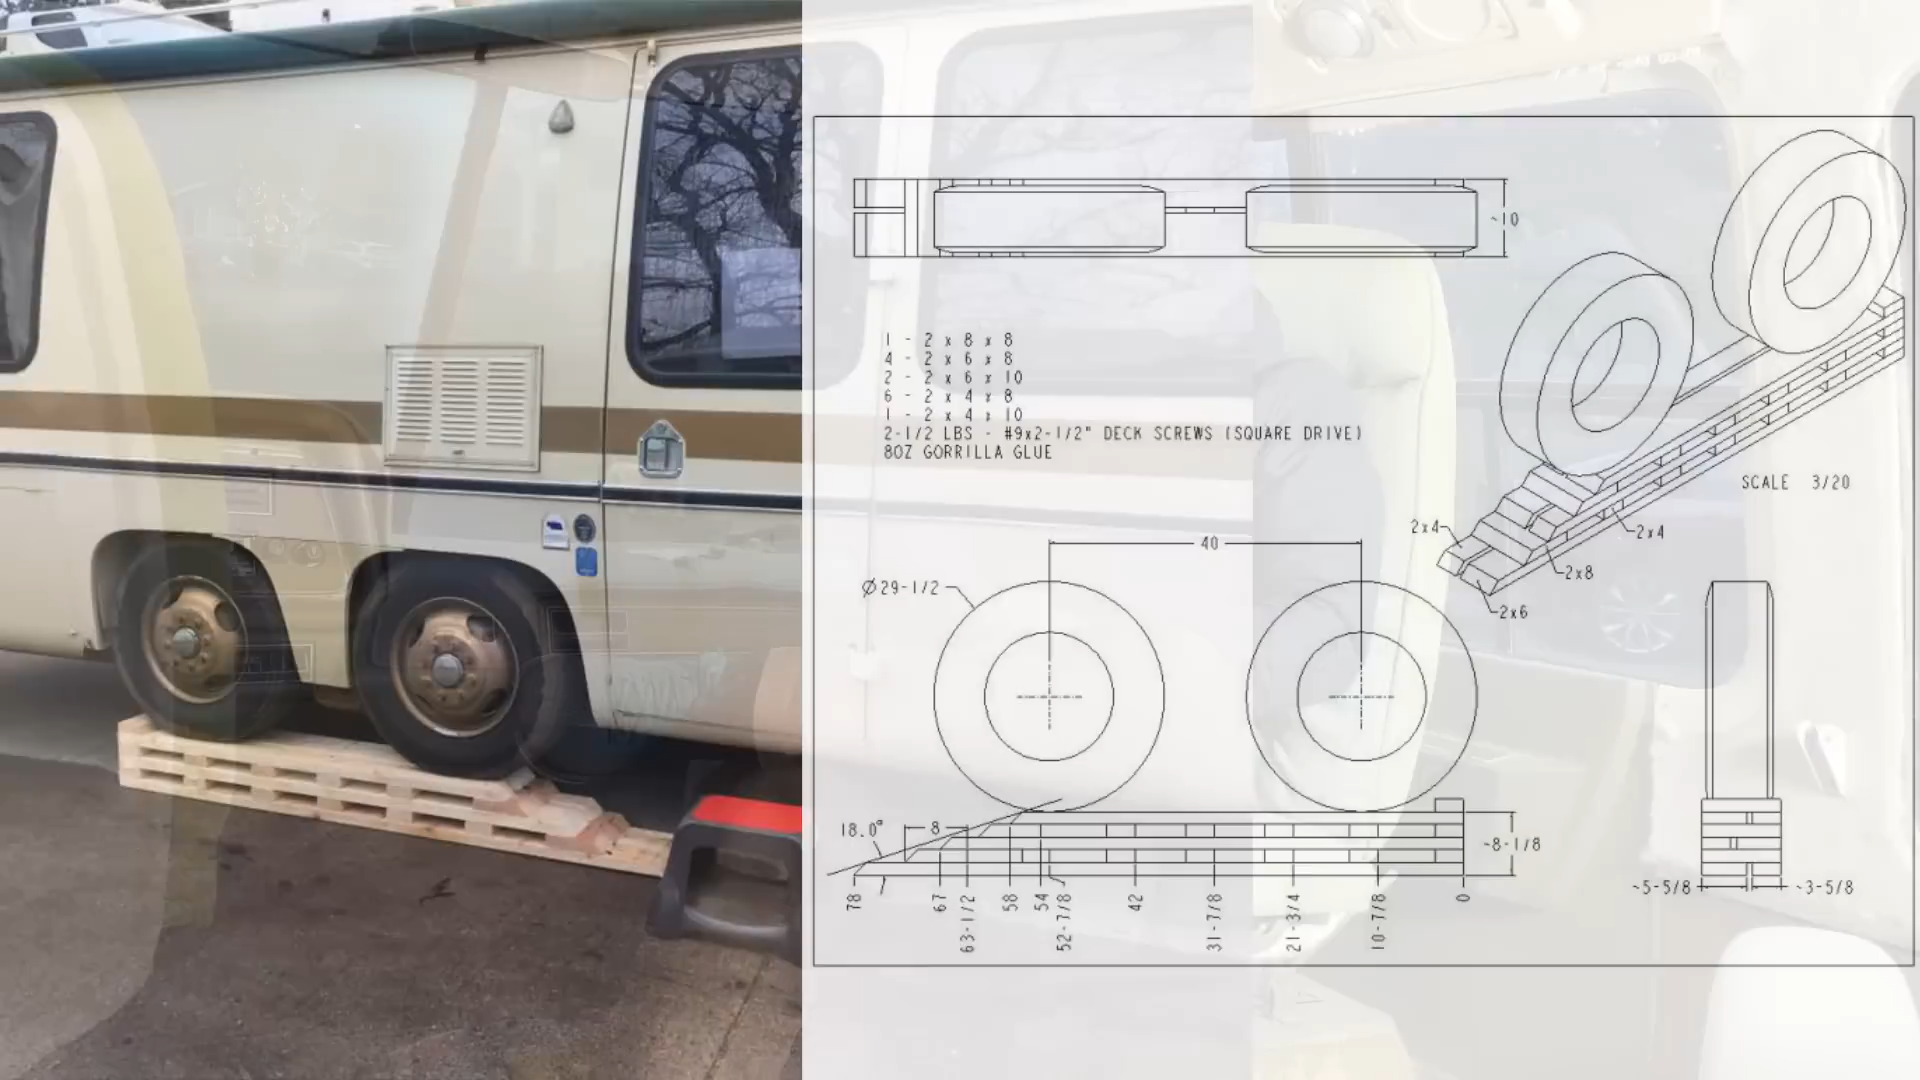 ~10
1 - 2 x 8 x 8
4 - 2 x 6 x 8
2 - 2 x 6 x 10
6 - 2 x 4 x 8
1 - 2 x 4 x 10
2-1/2 LBS - #9x2-1/2" DECK SCREWS (SQUARE DRIVE)
8OZ GORRILLA GLUE
SCALE 3/20
2x4
2x4
2x8
2x6
40
Ø29-1/2
18.0°
8
~8-1/8
~5-5/8
~3-5/8
78
67
63-1/2
58
54
52-7/8
42
31-7/8
21-3/4
10-7/8
0